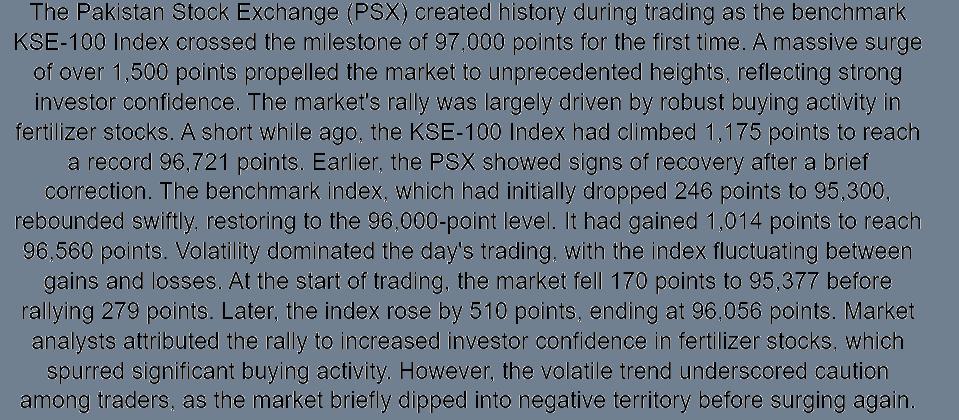 The Pakistan Stock Exchange (PSX) created history during trading as the benchmark
KSE-100 Index crossed the milestone of 97,000 points for the first time. A massive surge
of over 1,500 points propelled the market to unprecedented heights, reflecting strong
investor confidence. The market's rally was largely driven by robust buying activity in
fertilizer stocks. A short while ago, the KSE-100 Index had climbed 1,175 points to reach
a record 96,721 points. Earlier, the PSX showed signs of recovery after a brief
correction. The benchmark index, which had initially dropped 246 points to 95,300,
rebounded swiftly, restoring to the 96,000-point level. It had gained 1,014 points to reach
96,560 points. Volatility dominated the day's trading, with the index fluctuating between
gains and losses. At the start of trading, the market fell 170 points to 95,377 before
rallying 279 points. Later, the index rose by 510 points, ending at 96,056 points. Market
analysts attributed the rally to increased investor confidence in fertilizer stocks, which
spurred significant buying activity. However, the volatile trend underscored caution
among traders, as the market briefly dipped into negative territory before surging again.